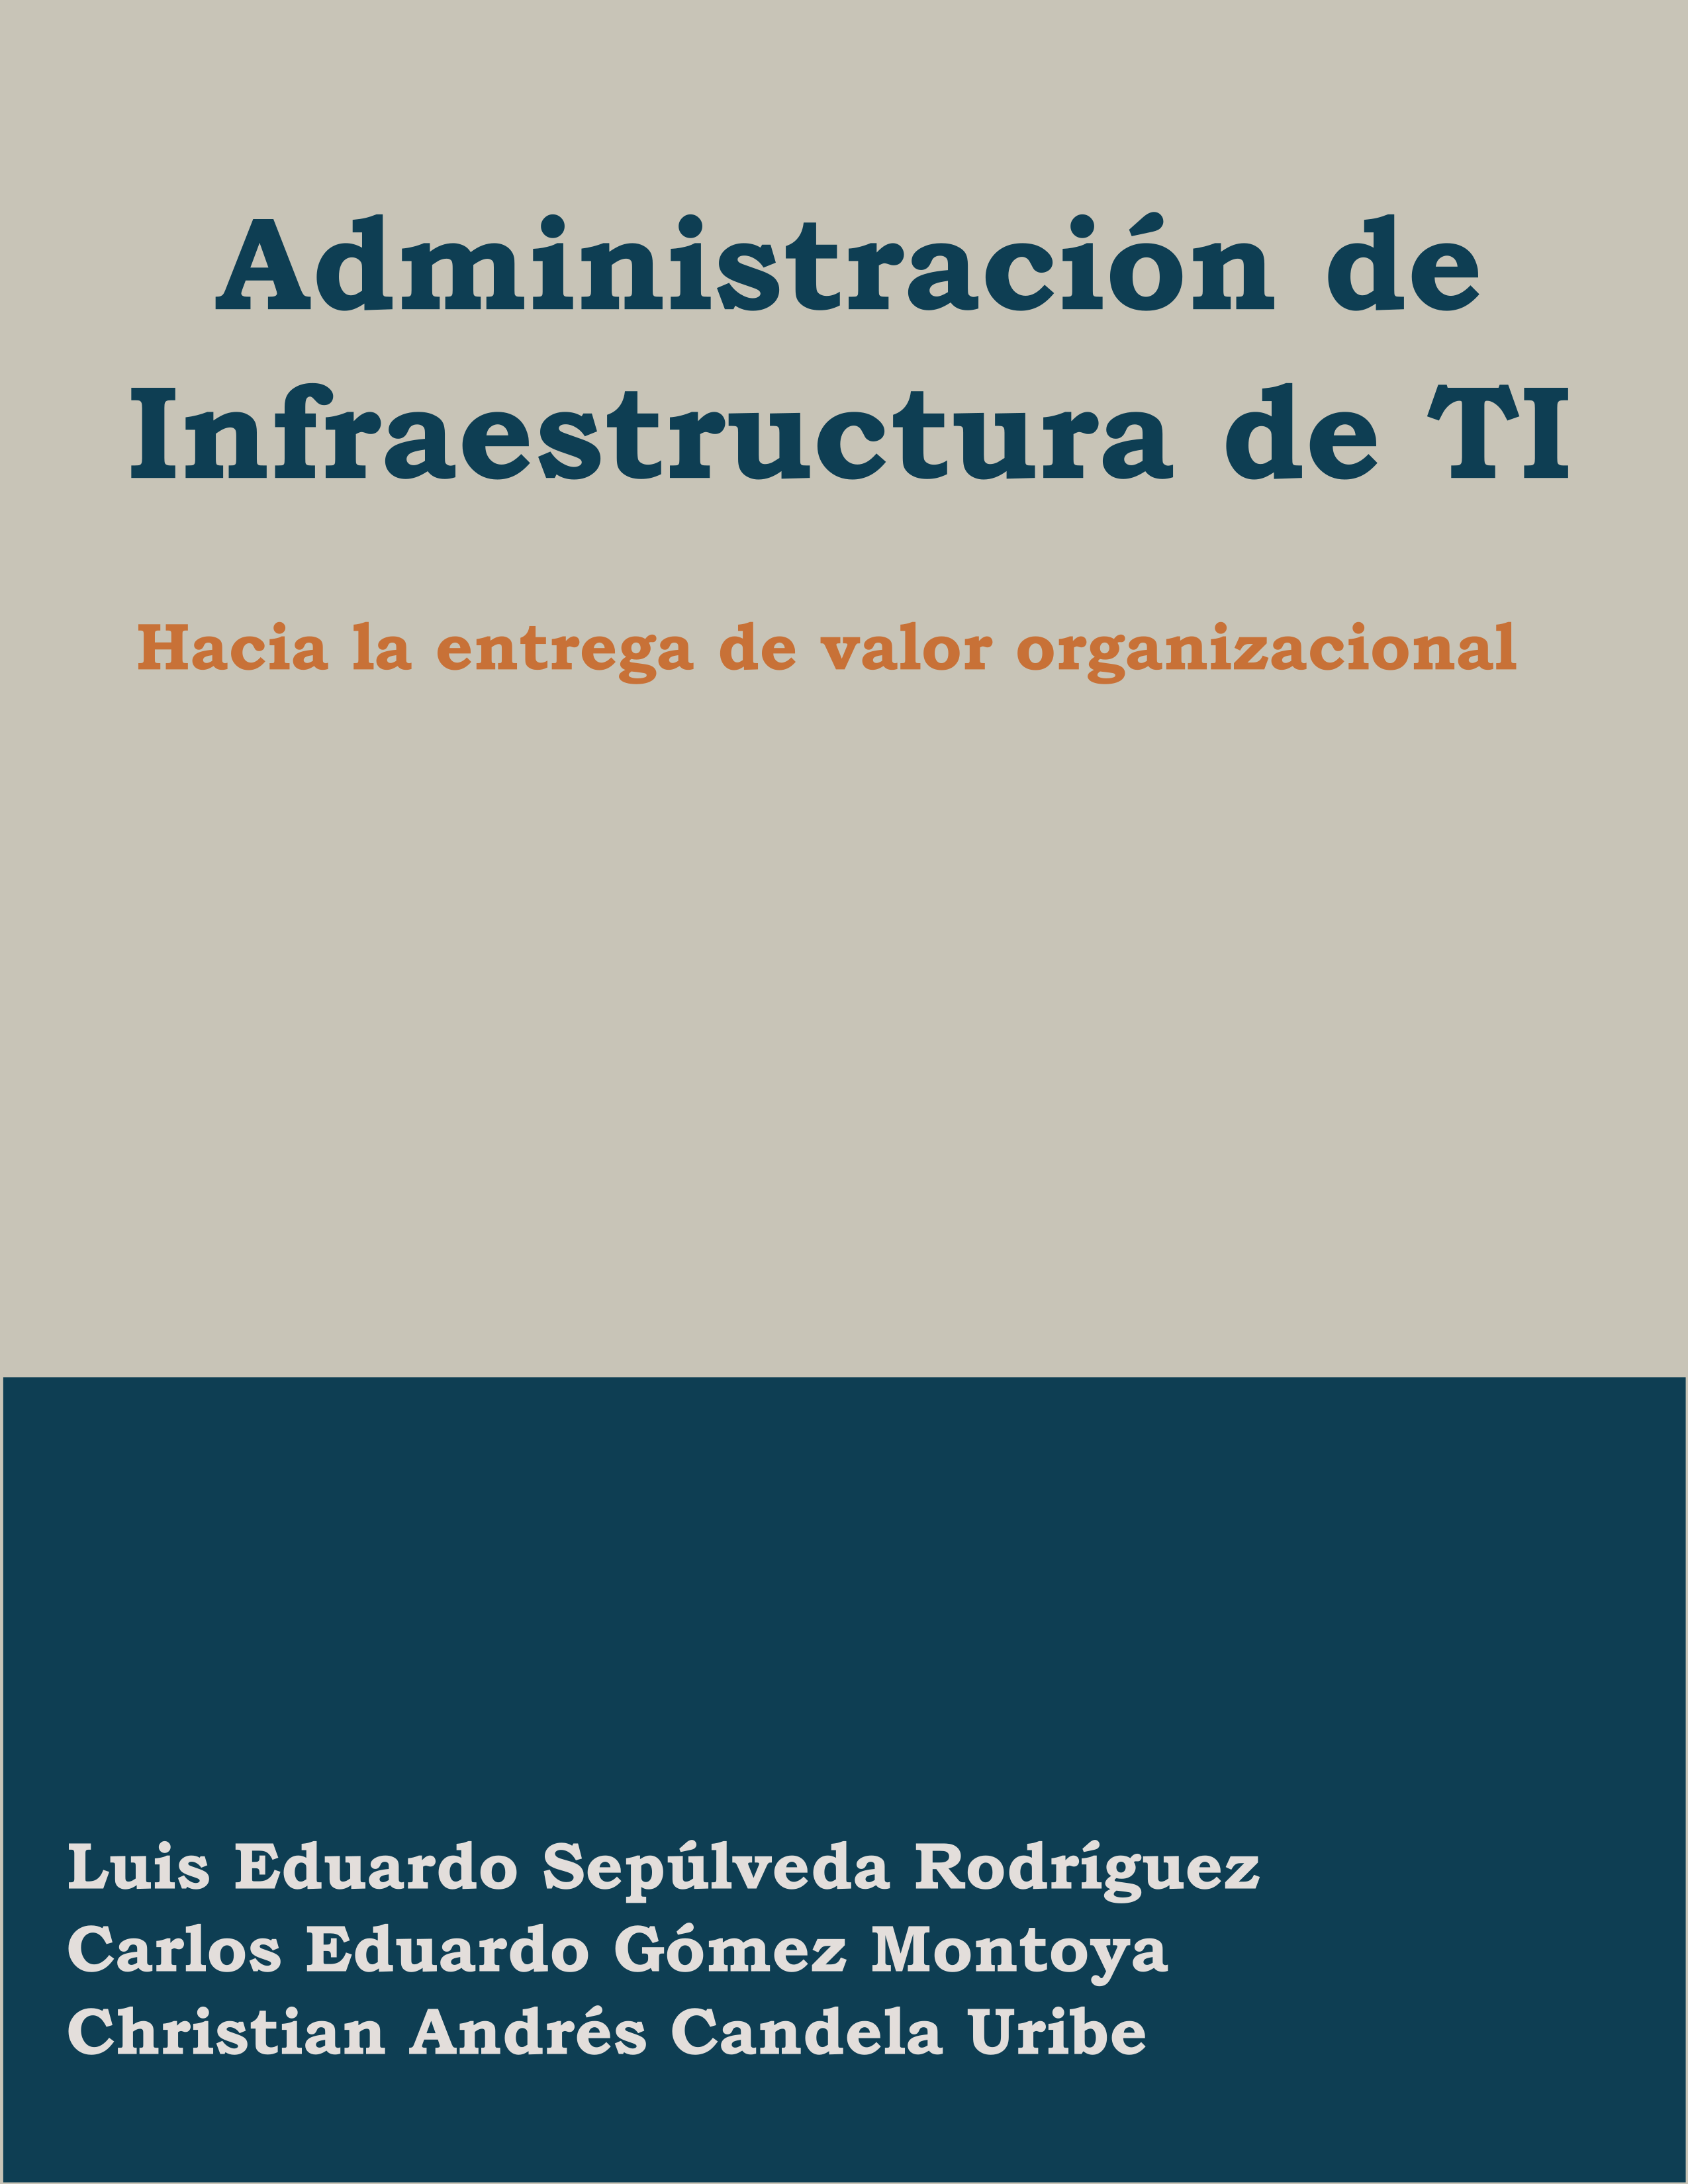 Administración de
Infraestructura de TI
Hacia la entrega de valor organizacional
Luis Eduardo Sepúlveda Rodríguez
Carlos Eduardo Gómez Montoya
Christian Andrés Candela Uribe